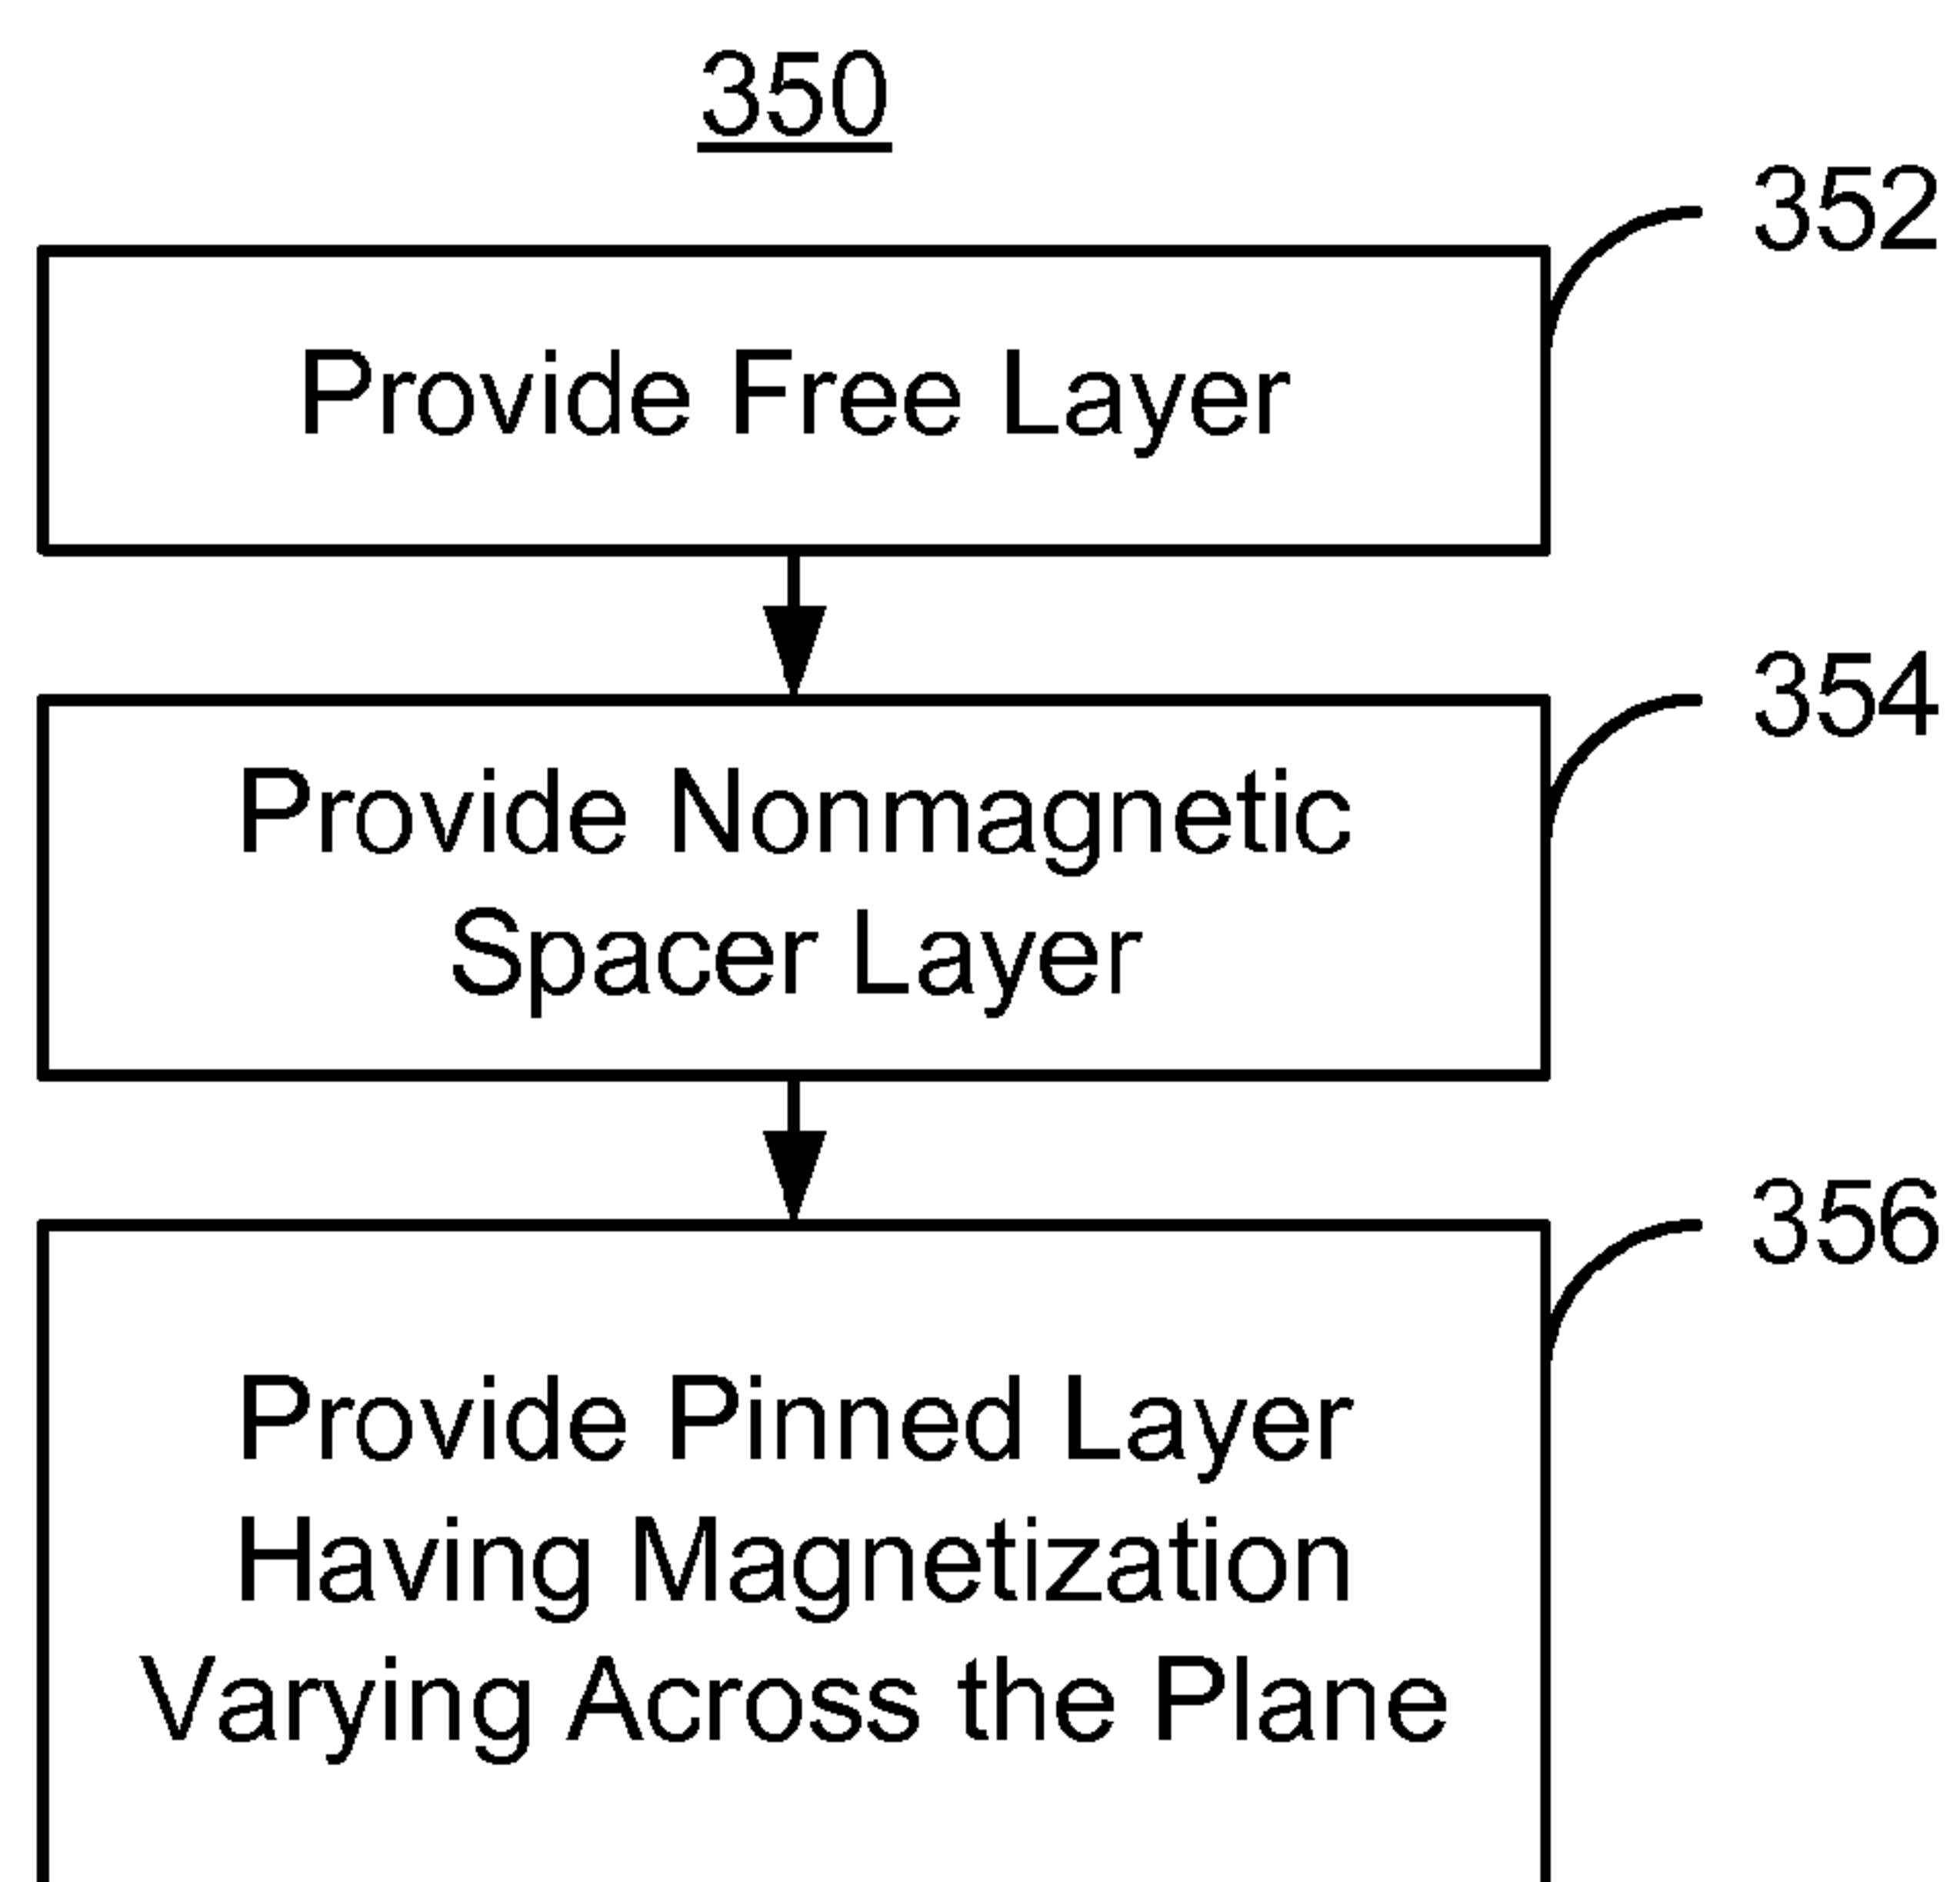 350
352
Provide Free Layer
354
Provide Nonmagnetic
Spacer Layer
356
Provide Pinned Layer
Having Magnetization
Varying Across the Plane